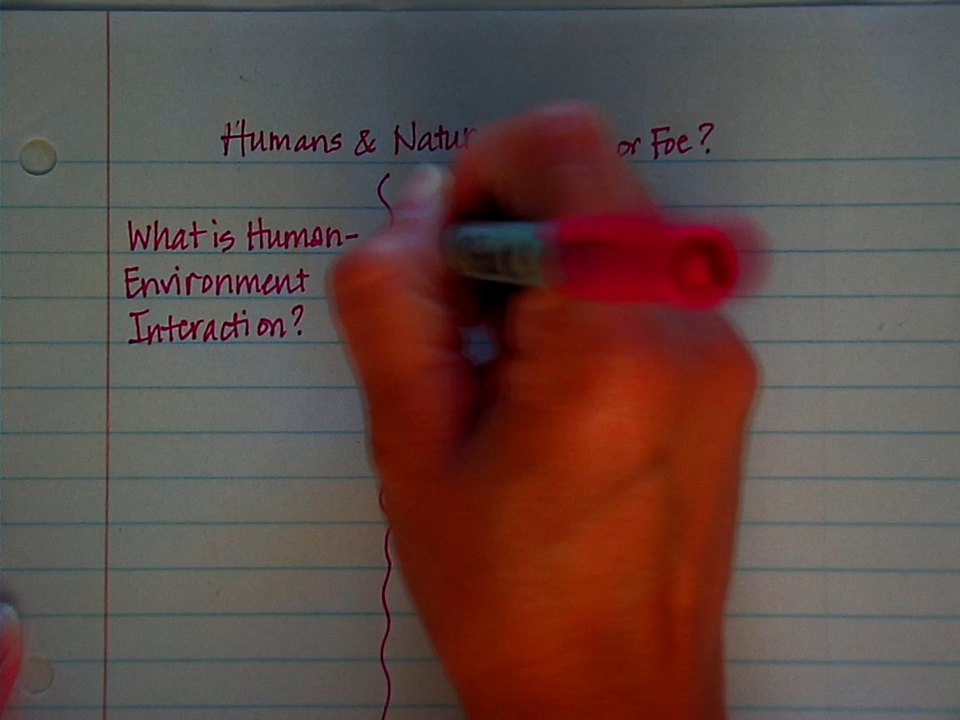 Humans & Natur or Foe?
What is Human-
Environment
Interaction?